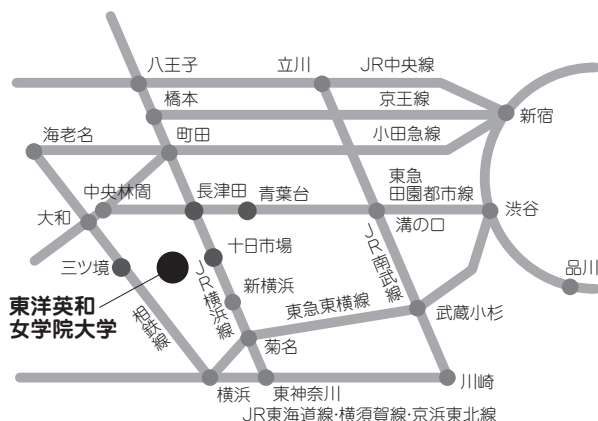 八王子
立川
JR中央線
橋本
京王線
新宿
海老名
町田
小田急線
中央林間
長津田
青葉台
東急
田園都市線
大和
溝の口
渋谷
十日市場
三ツ境
JR南武線
品川
新横浜
JR横浜線
東洋英和
女学院大学
東急東横線
武蔵小杉
相鉄線
菊名
横浜
東神奈川
川崎
JR東海道線・横須賀線・京浜東北線